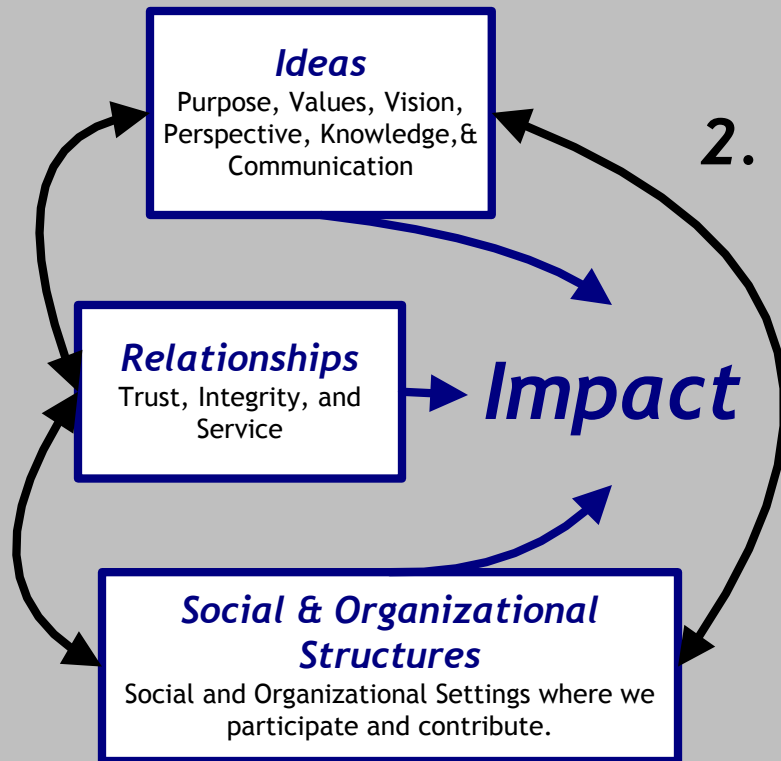 Ideas
Purpose, Values, Vision,
Perspective, Knowledge,&
Communication
2.
Relationships
Trust, Integrity, and
Service
Impact
Social & Organizational
Structures
Social and Organizational Settings where we
participate and contribute.